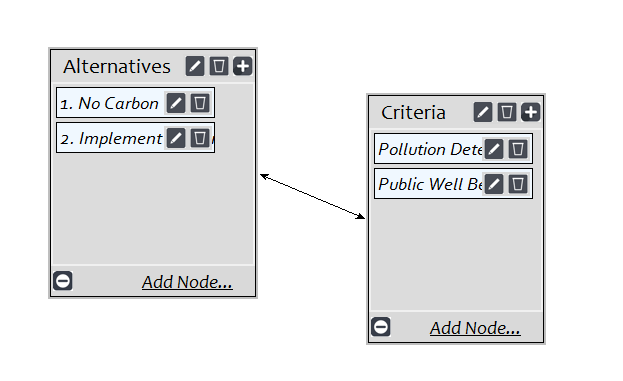 Alternatives
1. No Carbon
2. Implement
Add Node...
Criteria
Pollution Dete
Public Well Be
Add Node...